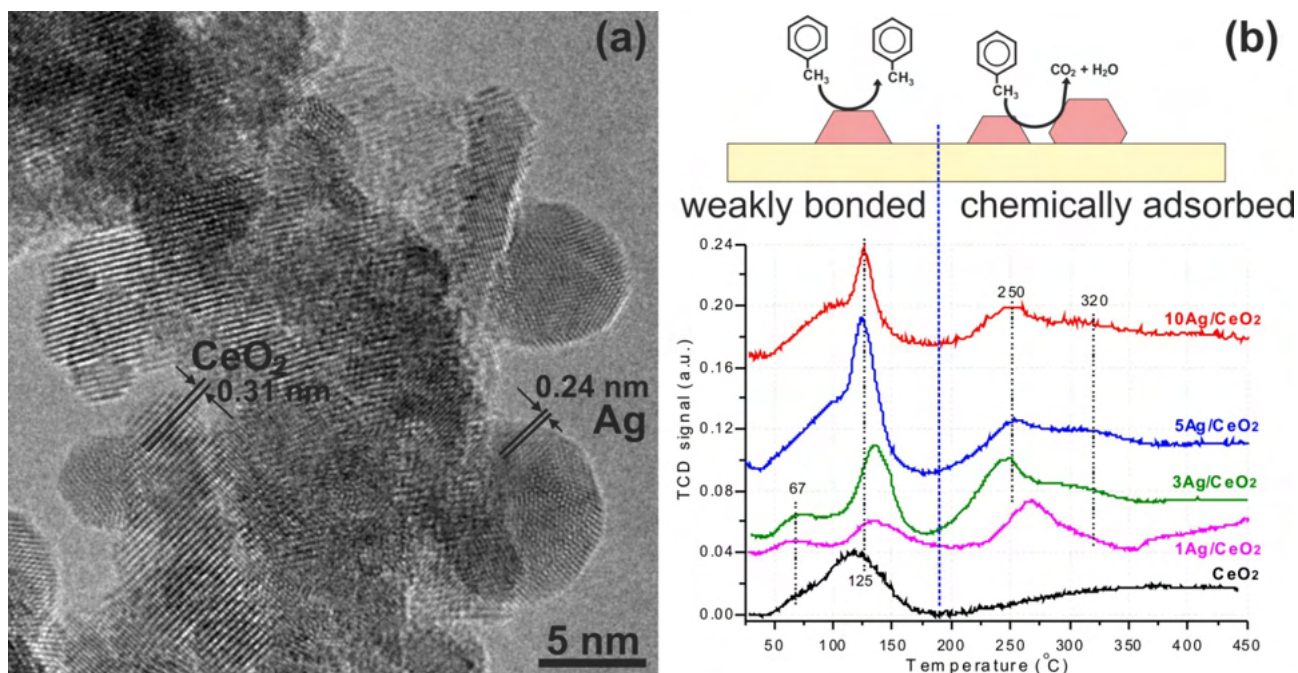 (a)
CeO2
0.31 nm
0.24 nm
Ag
5 nm
(b)
CH3
CH3
CH3
CO2 + H2O
weakly bonded
chemically adsorbed
TCD signal (a.u.)
0.24
0.20
0.16
0.12
0.08
0.04
0.00
67
125
250
320
10Ag/CeO2
5Ag/CeO2
3Ag/CeO2
1Ag/CeO2
CeO2
50 100 150 200 250 300 350 400 450
Temperature (°C)